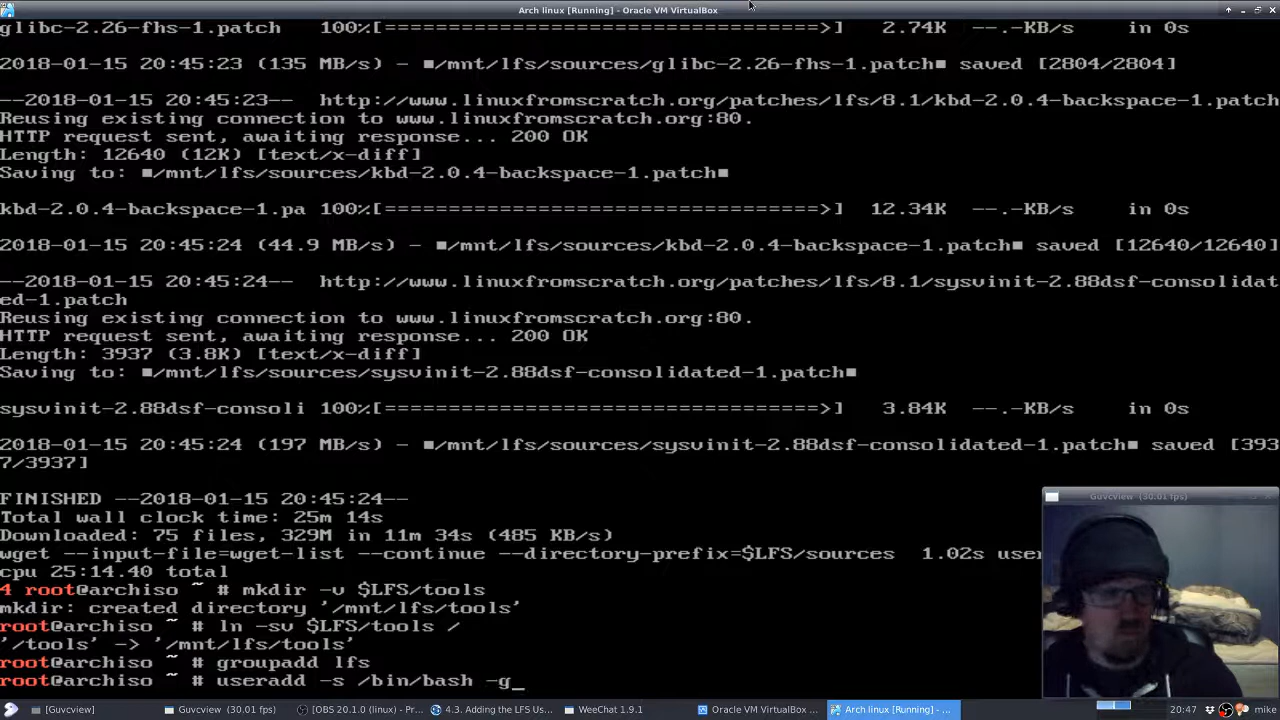 Arch linux [Running] - Oracle VM VirtualBox
glibc-2.26-fhs-1.patch 100%[===================================>] 2.74K --.-KB/s in 0s
2018-01-15 20:45:23 (135 MB/s) - ■/mnt/lfs/sources/glibc-2.26-fhs-1.patch■ saved [2804/2804]
--2018-01-15 20:45:23-- http://www.linuxfromscratch.org/patches/lfs/8.1/kbd-2.0.4-backspace-1.patch
Reusing existing connection to www.linuxfromscratch.org:80.
HTTP request sent, awaiting response... 200 OK
Length: 12640 (12K) [text/x-diff]
Saving to: ■/mnt/lfs/sources/kbd-2.0.4-backspace-1.patch■
kbd-2.0.4-backspace-1.pa 100%[===================================>] 12.34K --.-KB/s in 0s
2018-01-15 20:45:24 (44.9 MB/s) - ■/mnt/lfs/sources/kbd-2.0.4-backspace-1.patch■ saved [12640/12640]
--2018-01-15 20:45:24-- http://www.linuxfromscratch.org/patches/lfs/8.1/sysvinit-2.88dsf-consolidat
ed-1.patch
Reusing existing connection to www.linuxfromscratch.org:80.
HTTP request sent, awaiting response... 200 OK
Length: 3937 (3.8K) [text/x-diff]
Saving to: ■/mnt/lfs/sources/sysvinit-2.88dsf-consolidated-1.patch■
sysvinit-2.88dsf-consoli 100%[===================================>] 3.84K --.-KB/s in 0s
2018-01-15 20:45:24 (197 MB/s) - ■/mnt/lfs/sources/sysvinit-2.88dsf-consolidated-1.patch■ saved [393
7/3937]
FINISHED --2018-01-15 20:45:24--
Total wall clock time: 25m 14s
Downloaded: 75 files, 329M in 11m 34s (485 KB/s)
wget --input-file=wget-list --continue --directory-prefix=$LFS/sources 1.02s use
cpu 25:14.40 total
4 root@archiso ~ # mkdir -v $LFS/tools
mkdir: created directory '/mnt/lfs/tools'
root@archiso ~ # ln -sv $LFS/tools /
'/tools' -> '/mnt/lfs/tools'
root@archiso ~ # groupadd lfs
root@archiso ~ # useradd -s /bin/bash -g_
Guvcview (30.01 fps)
[Guvcview]
Guvcview (30.01 fps)
[OBS 20.1.0 (linux) - Pr...
4.3. Adding the LFS Us...
WeeChat 1.9.1
Oracle VM VirtualBox ...
Arch linux [Running] - ...
20:47
mike